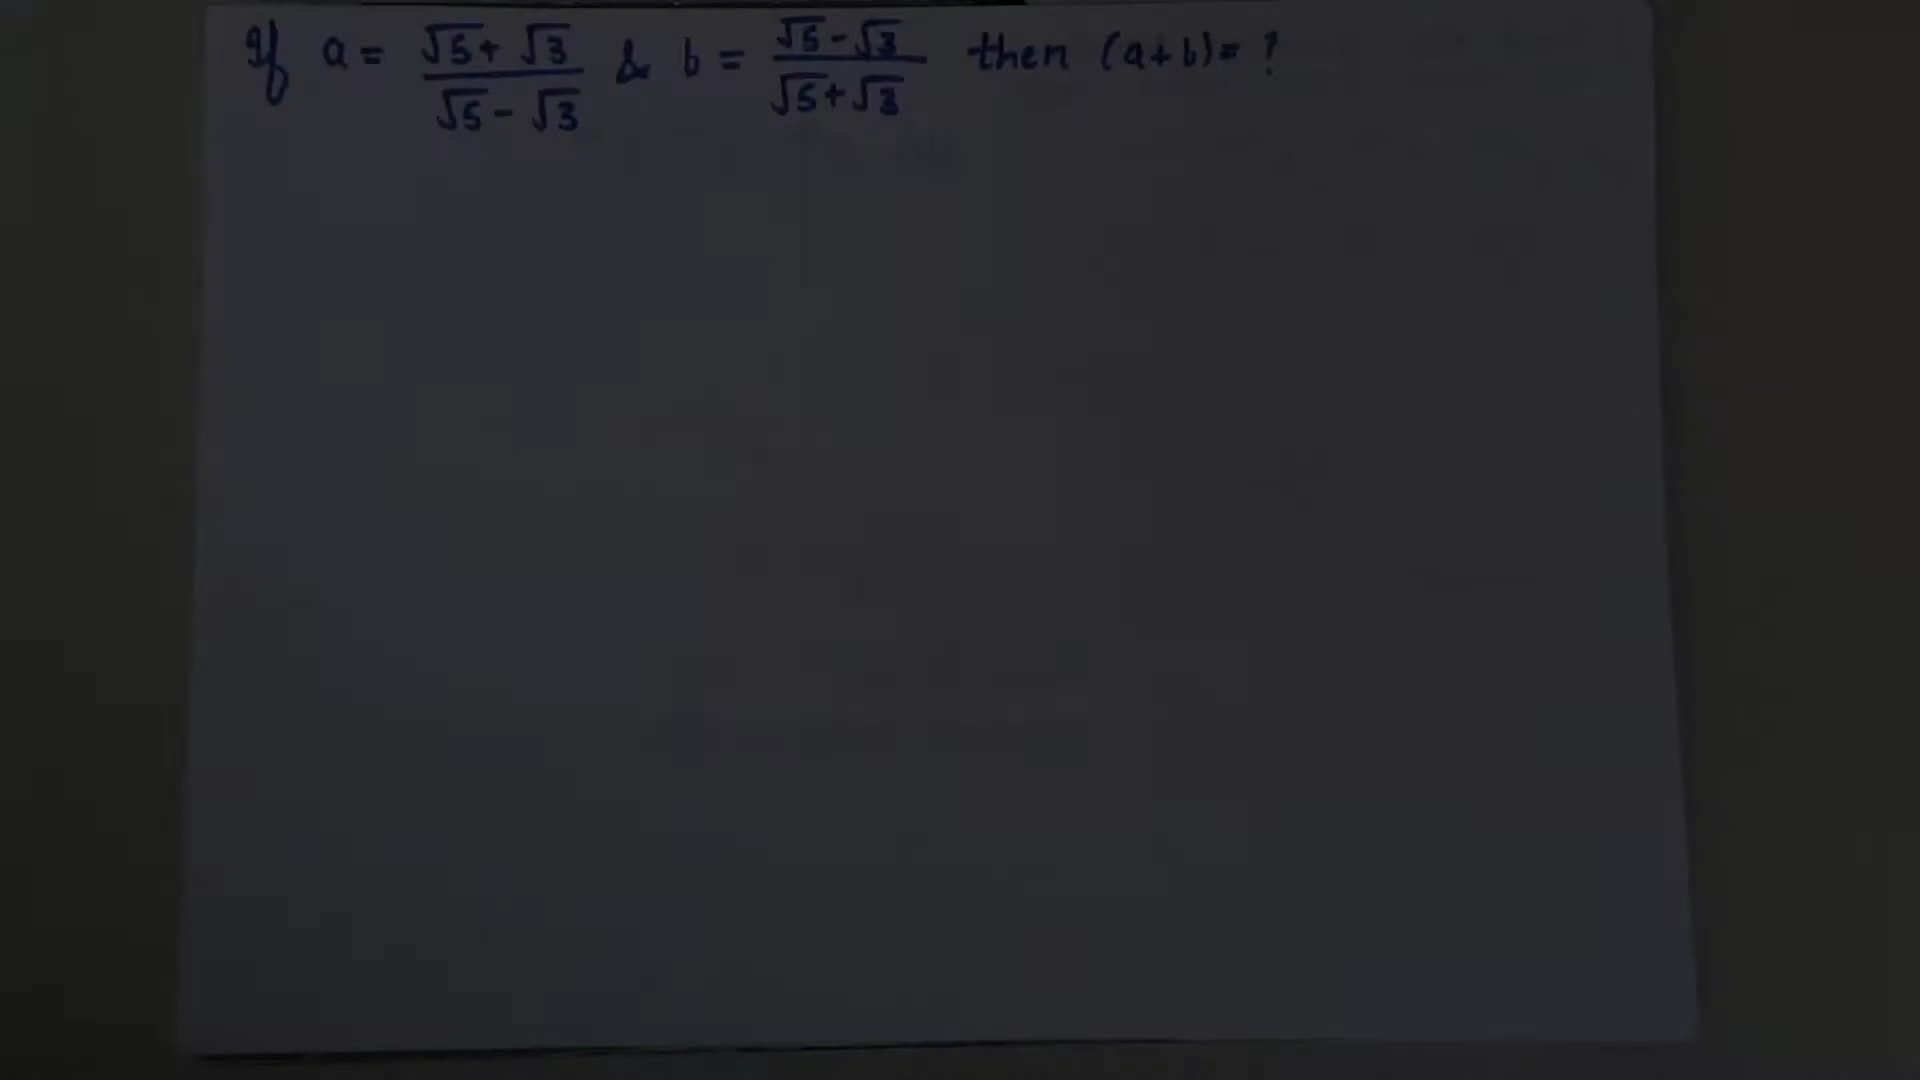 If a = (√5 + √3)/(√5 - √3) & b = (√5 - √3)/(√5 + √3) then (a+b) = ?